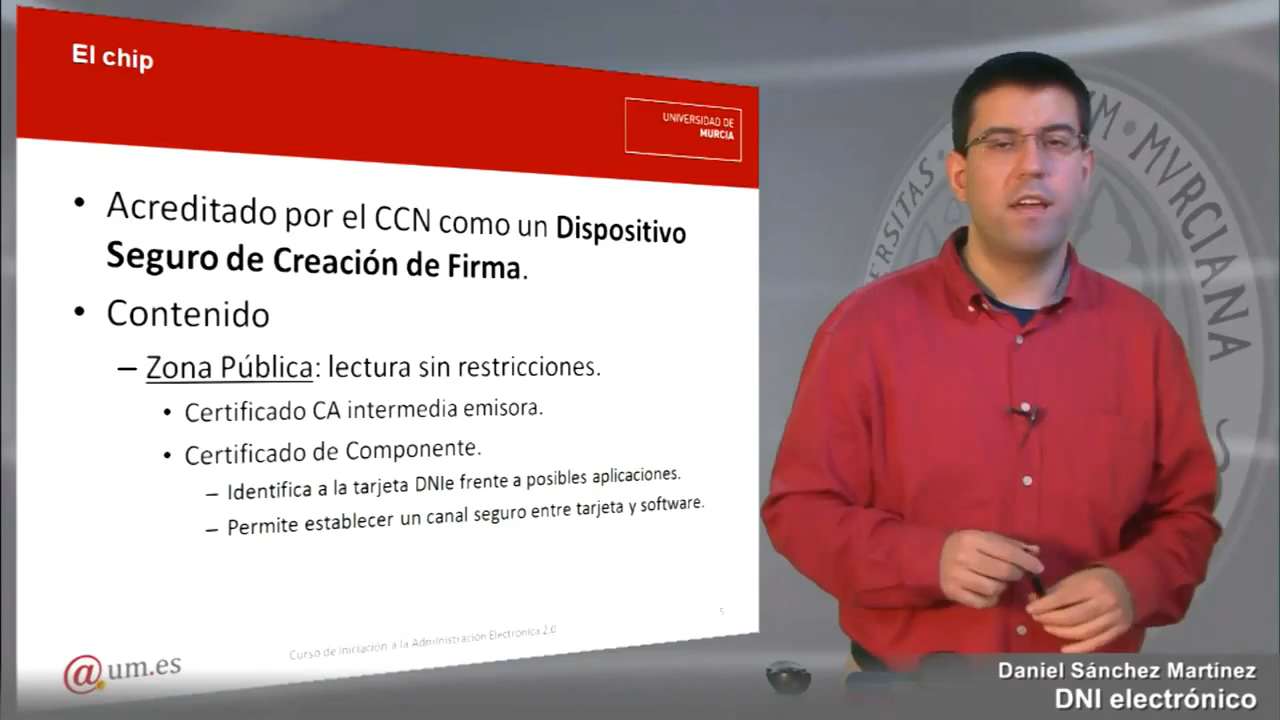 El chip
UNIVERSIDAD DE
MURCIA
• Acreditado por el CCN como un Dispositivo
Seguro de Creación de Firma.
• Contenido
– Zona Pública: lectura sin restricciones.
• Certificado CA intermedia emisora.
• Certificado de Componente.
– Identifica a la tarjeta DNIe frente a posibles aplicaciones.
– Permite establecer un canal seguro entre tarjeta y software.
5
Curso de Iniciación a la Administración Electrónica 2.0
@um.es
MVRCIANA
Daniel Sánchez Martínez
DNI electrónico